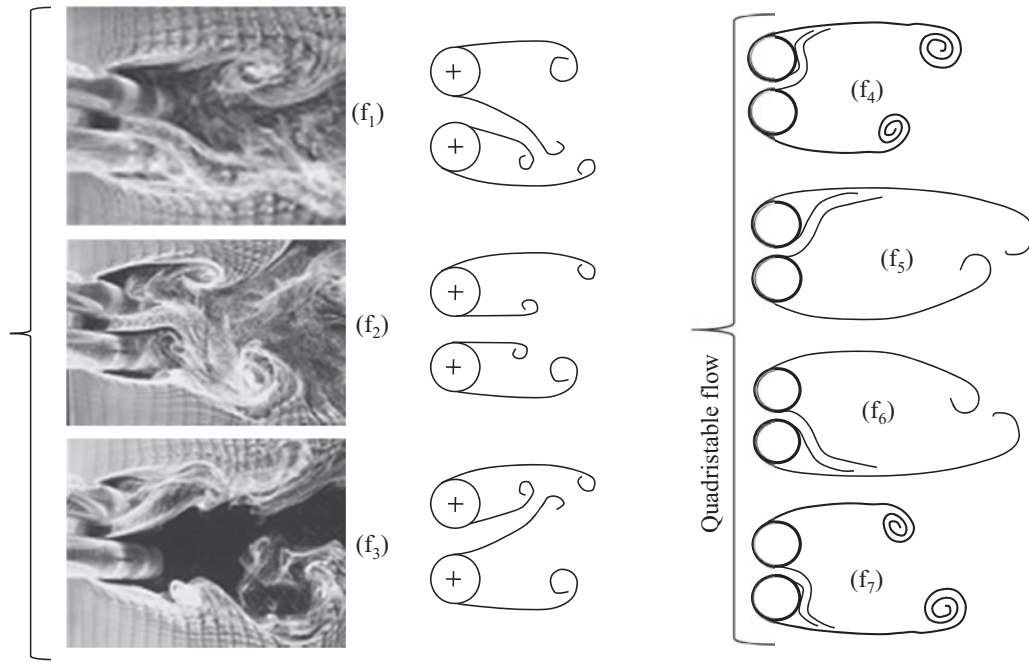 (f1)
(f2)
(f3)
Quadristable flow
(f4)
(f5)
(f6)
(f7)